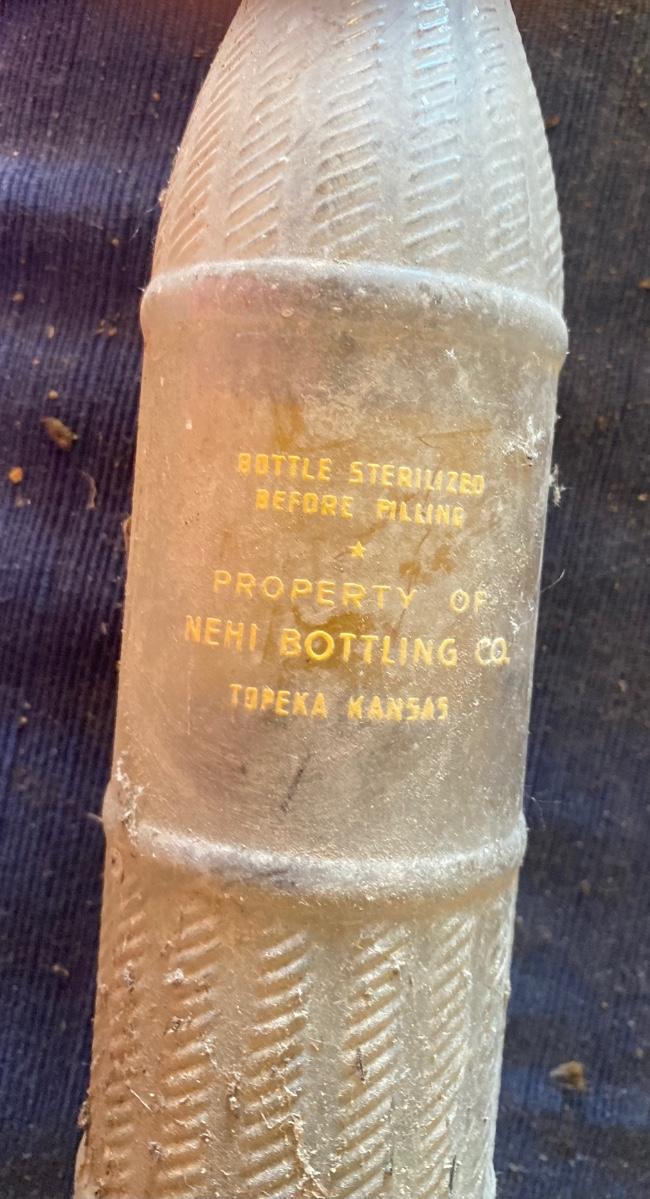 BOTTLE STERILIZED
BEFORE FILLING
PROPERTY OF
NEHI BOTTLING CO.
TOPEKA KANSAS